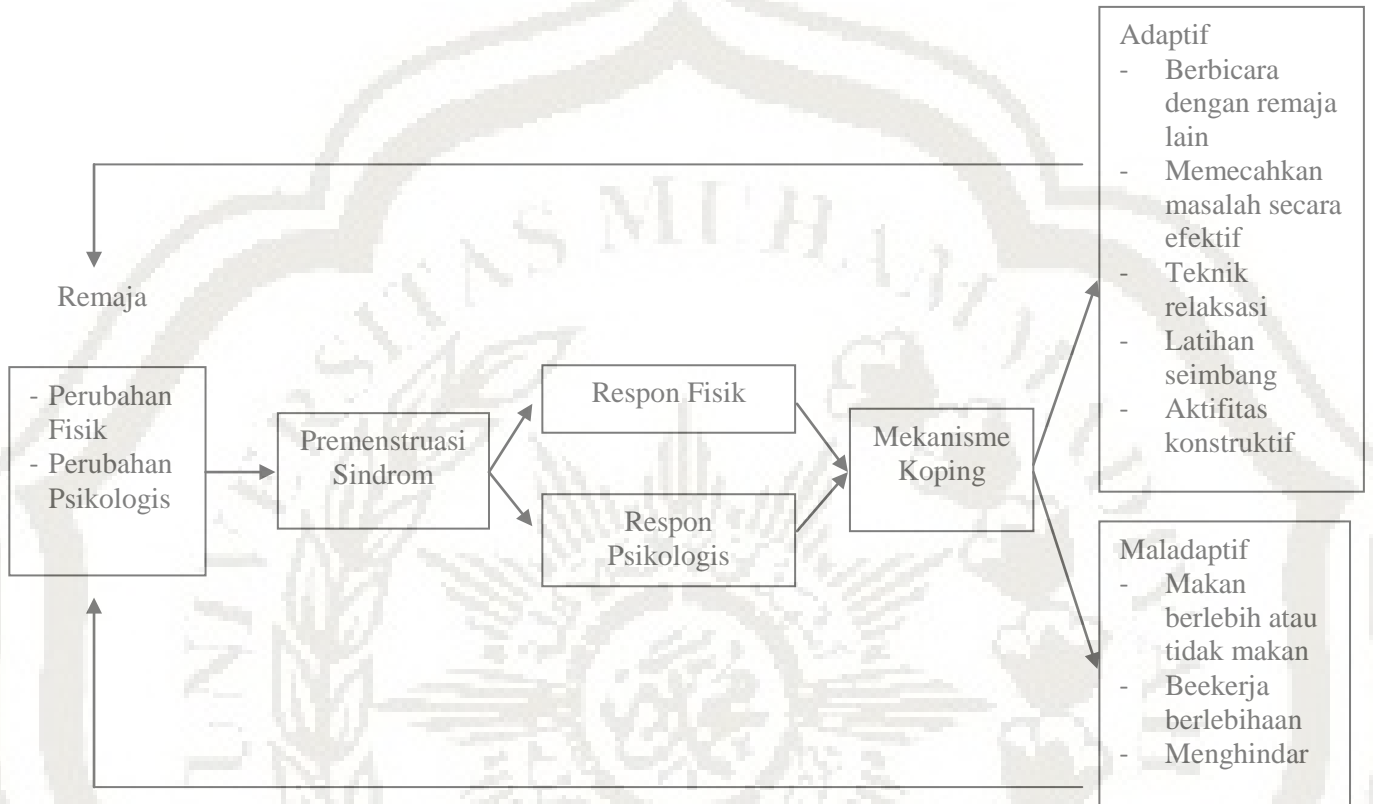 Remaja
- Perubahan
Fisik
- Perubahan
Psikologis
Premenstruasi
Sindrom
Respon Fisik
Respon
Psikologis
Mekanisme
Koping
Adaptif
- Berbicara
dengan remaja
lain
- Memecahkan
masalah secara
efektif
- Teknik
relaksasi
- Latihan
seimbang
- Aktifitas
konstruktif
Maladaptif
- Makan
berlebih atau
tidak makan
- Beekerja
berlebihaan
- Menghindar